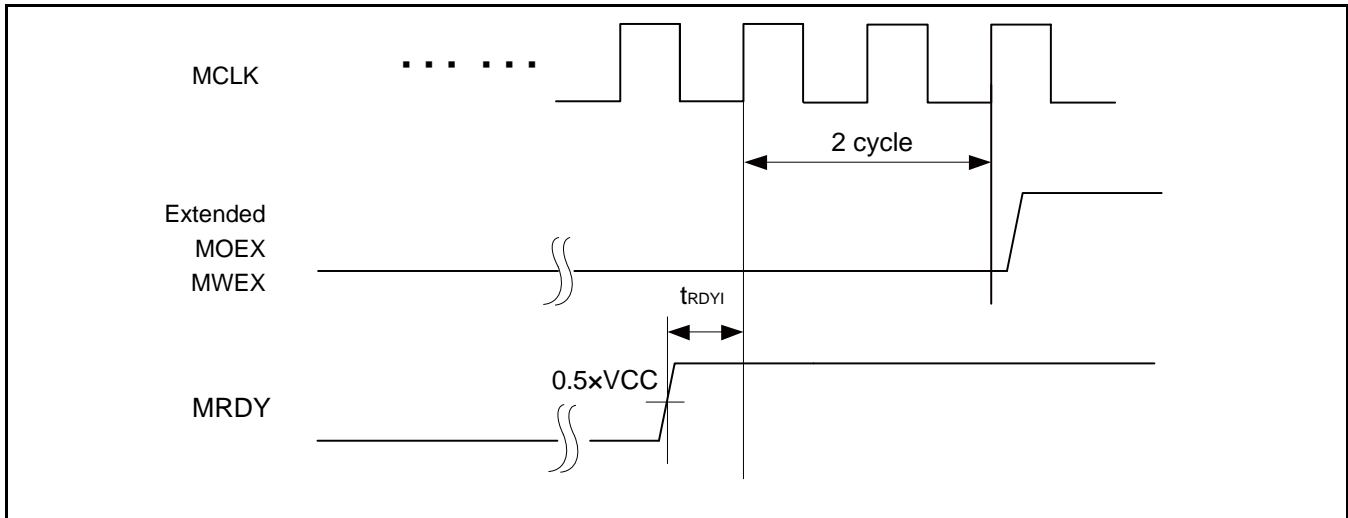 MCLK
2 cycle
Extended
MOEX
MWEX
tRDYI
0.5×VCC
MRDY